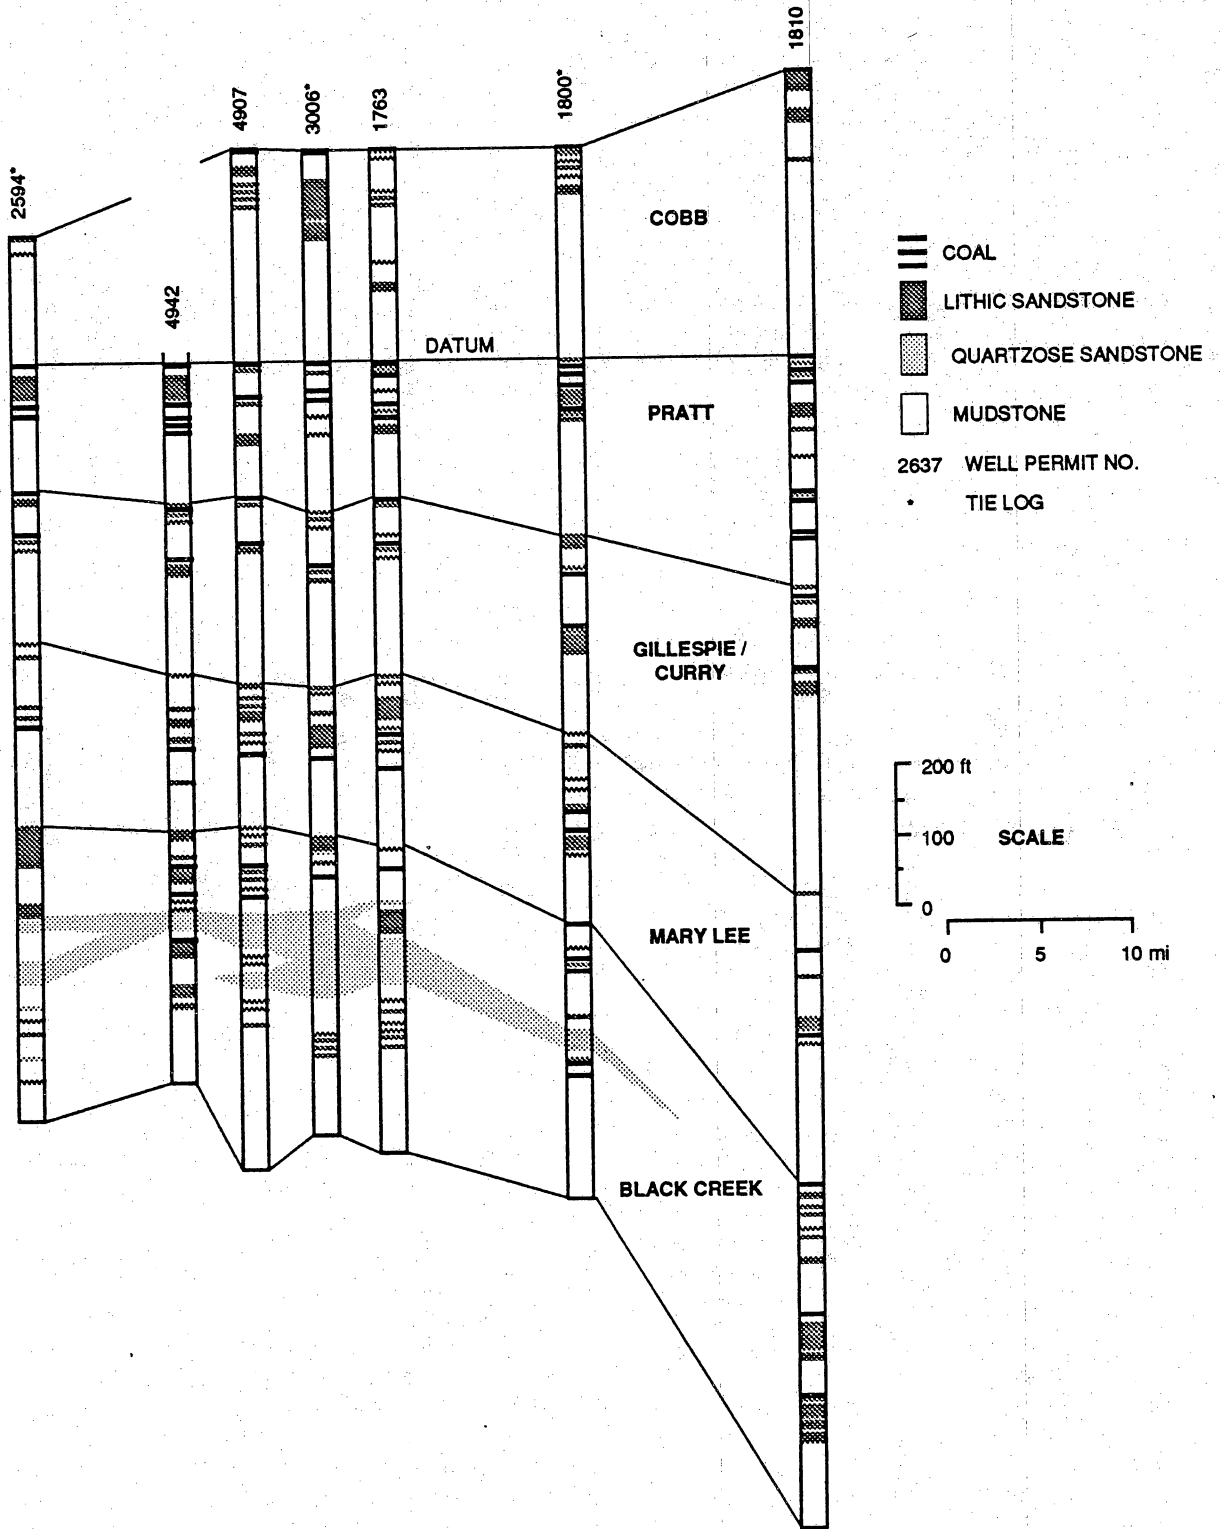 2594*
4942
4907
3006*
1763
1800*
1810
COBB
DATUM
PRATT
GILLESPIE /
CURRY
MARY LEE
BLACK CREEK
COAL
LITHIC SANDSTONE
QUARTZOSE SANDSTONE
MUDSTONE
2637 WELL PERMIT NO.
* TIE LOG
200 ft
100 SCALE
0
0 5 10 mi